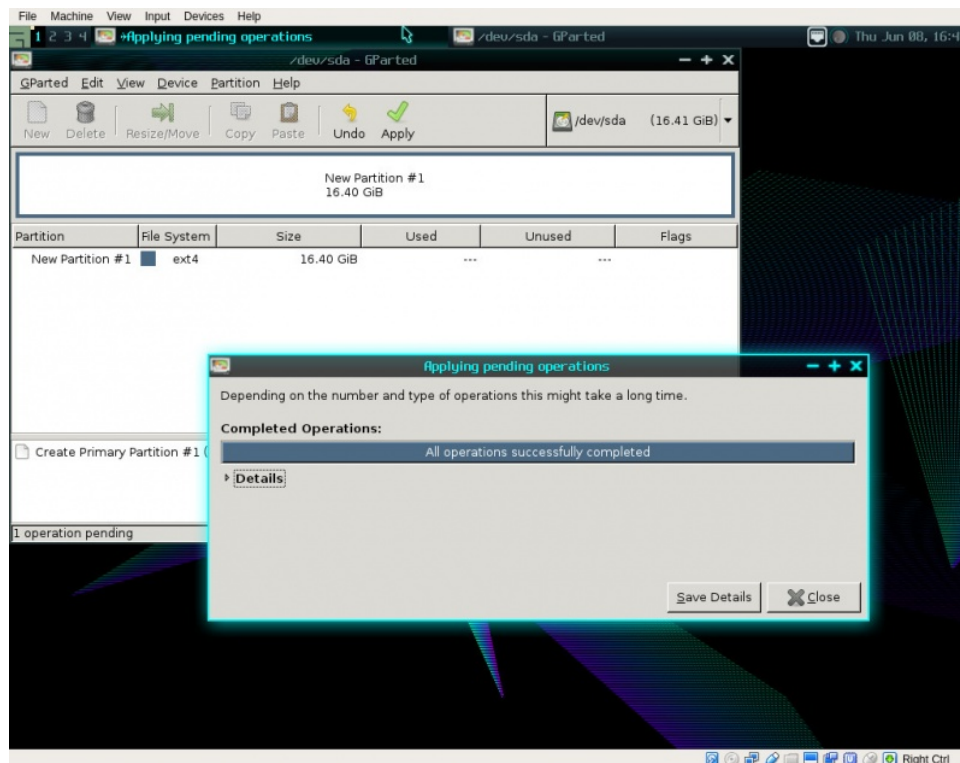 File Machine View Input Devices Help
1 2 3 4 *Applying pending operations /dev/sda - GParted Thu Jun 08, 16:4
/dev/sda - GParted
GParted Edit View Device Partition Help
New Delete Resize/Move Copy Paste Undo Apply /dev/sda (16.41 GiB)
New Partition #1
16.40 GiB
Partition File System Size Used Unused Flags
New Partition #1 ext4 16.40 GiB --- ---
Applying pending operations
Depending on the number and type of operations this might take a long time.
Completed Operations:
Create Primary Partition #1 (
All operations successfully completed
Details
1 operation pending
Save Details Close
Right Ctrl